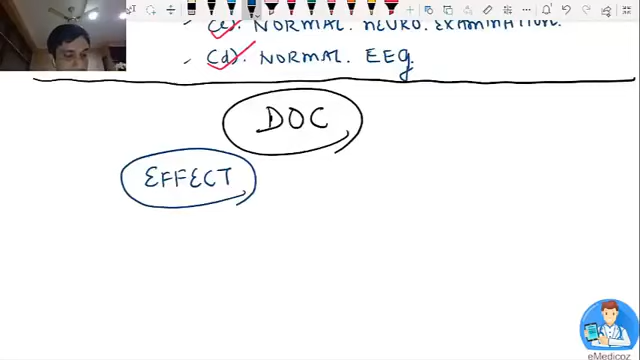 (c). NORMAL. NEURO. EXAMINATION.
(d). NORMAL. EEG.
DOC
EFFECT
eMedicoz